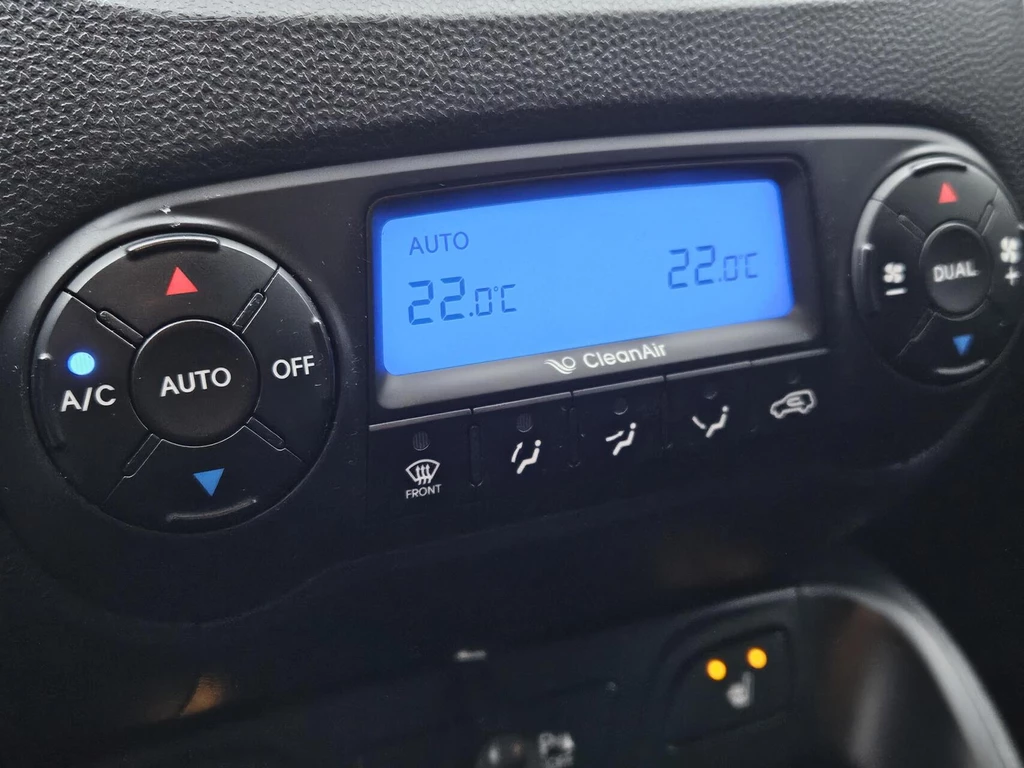 AUTO
22.0°C 22.0°C
CleanAir
A/C
AUTO
OFF
FRONT
DUAL
− +
P